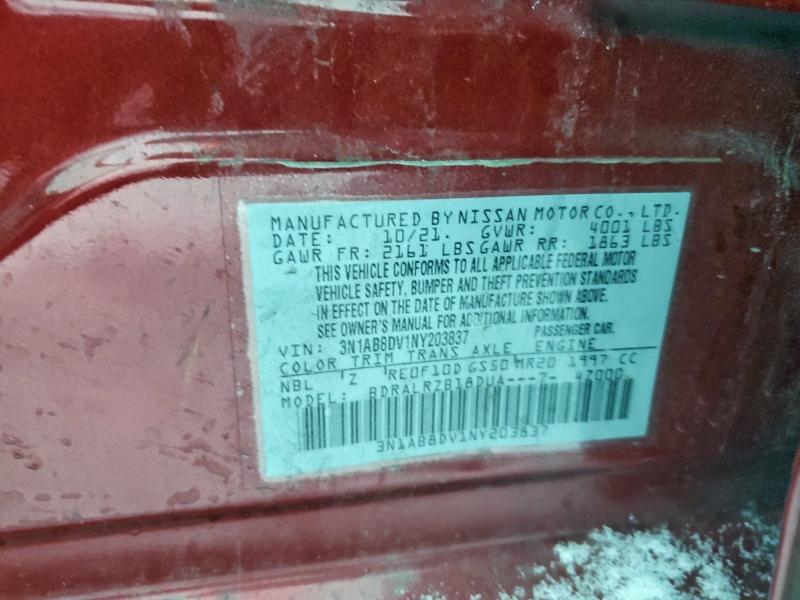 MANUFACTURED BY NISSAN MOTOR CO., LTD.
DATE: 10/21. GVWR: 4001 LBS
GAWR FR: 2161 LBS GAWR RR: 1863 LBS
THIS VEHICLE CONFORMS TO ALL APPLICABLE FEDERAL MOTOR
VEHICLE SAFETY, BUMPER AND THEFT PREVENTION STANDARDS
IN EFFECT ON THE DATE OF MANUFACTURE SHOWN ABOVE.
SEE OWNER'S MANUAL FOR ADDITIONAL INFORMATION.
VIN: 3N1AB8DV1NY203837 PASSENGER CAR.
COLOR TRIM TRANS AXLE ENGINE
NBL Z RE0F10D GS50 MR20 1997 CC
MODEL: BDRALRZB18DUA---7- 47000
3N1AB8DV1NY203837